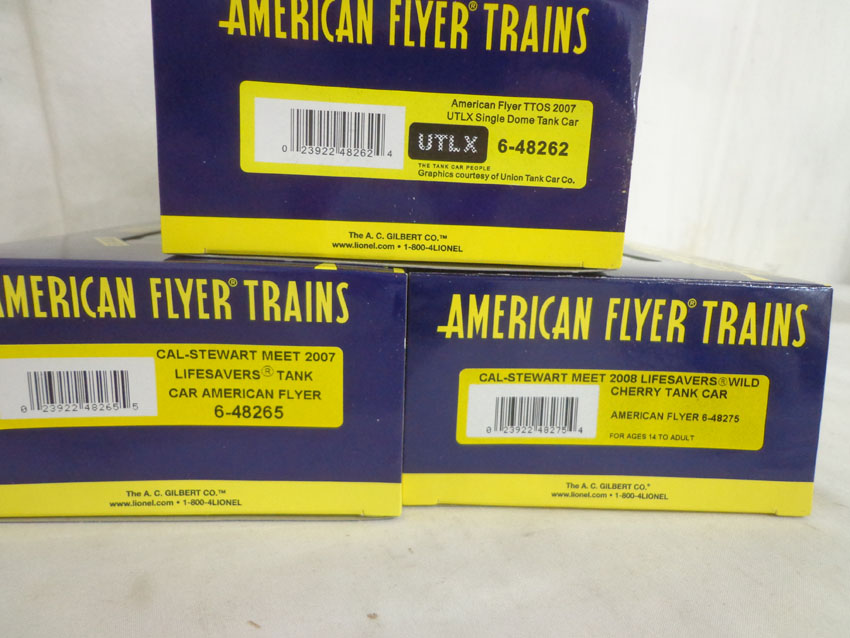 AMERICAN FLYER® TRAINS
American Flyer TTOS 2007
UTLX Single Dome Tank Car
0 23922 48262 4
UTLX 6-48262
THE TANK CAR PEOPLE
Graphics courtesy of Union Tank Car Co.
The A. C. GILBERT CO.™
www.lionel.com • 1-800-4LIONEL
AMERICAN FLYER® TRAINS
CAL-STEWART MEET 2007
LIFESAVERS® TANK
CAR AMERICAN FLYER
6-48265
0 23922 48265 5
The A. C. GILBERT CO.™
www.lionel.com • 1-800-4LIONEL
AMERICAN FLYER® TRAINS
CAL-STEWART MEET 2008 LIFESAVERS® WILD
CHERRY TANK CAR
AMERICAN FLYER 6-48275
0 23922 48275 4
FOR AGES 14 TO ADULT
The A. C. GILBERT CO.®
www.lionel.com • 1-800-4LIONEL